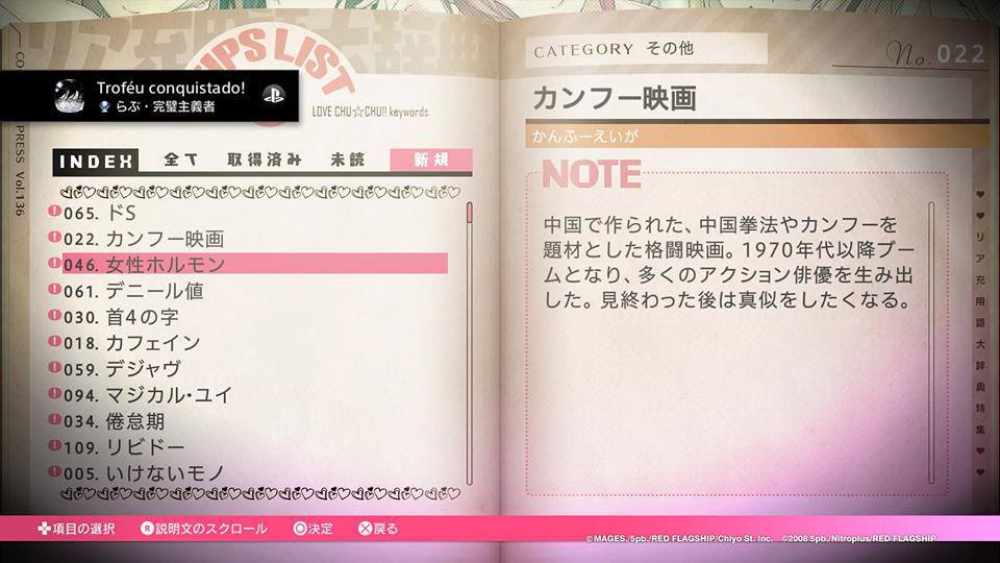 TIPS LIST
LOVE CHU☆CHU!! keywords
Troféu conquistado!
らぶ・完璧主義者
PRESS Vol.136
INDEX 全て 取得済み 未読 新規
065. ドS
022. カンフー映画
046. 女性ホルモン
061. デニール値
030. 首4の字
018. カフェイン
059. デジャヴ
094. マジカル・ユイ
034. 倦怠期
109. リビドー
005. いけないモノ
CATEGORY その他
No. 022
カンフー映画
かんふーえいが
NOTE
中国で作られた、中国拳法やカンフーを
題材とした格闘映画。1970年代以降ブー
ムとなり、多くのアクション俳優を生み出
した。見終わった後は真似をしたくなる。
リア充用語大辞典特集
項目の選択 R説明文のスクロール 決定 戻る
©MAGES./5pb./RED FLAGSHIP/Chiyo St. Inc. ©2008 5pb./Nitroplus/RED FLAGSHIP